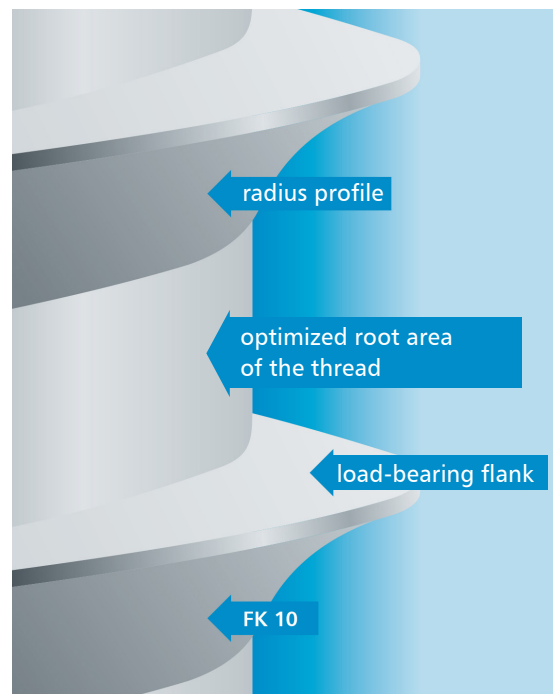 radius profile
optimized root area
of the thread
load-bearing flank
FK 10